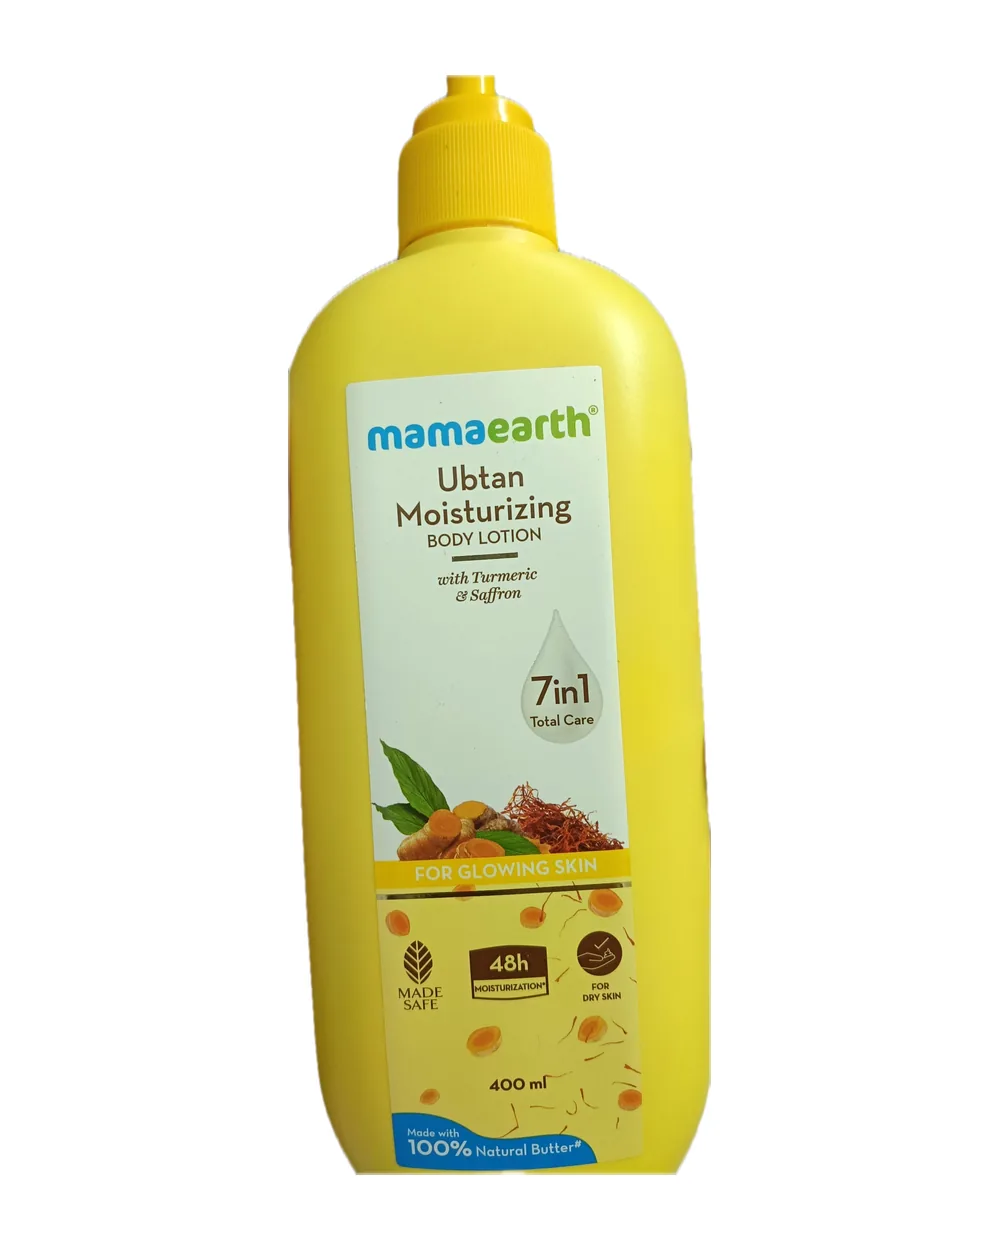 mamaearth®
Ubtan
Moisturizing
BODY LOTION
with Turmeric
& Saffron
7in1
Total Care
FOR GLOWING SKIN
MADE
SAFE
48h
MOISTURIZATION*
FOR
DRY SKIN
400 ml
Made with
100% Natural Butter#